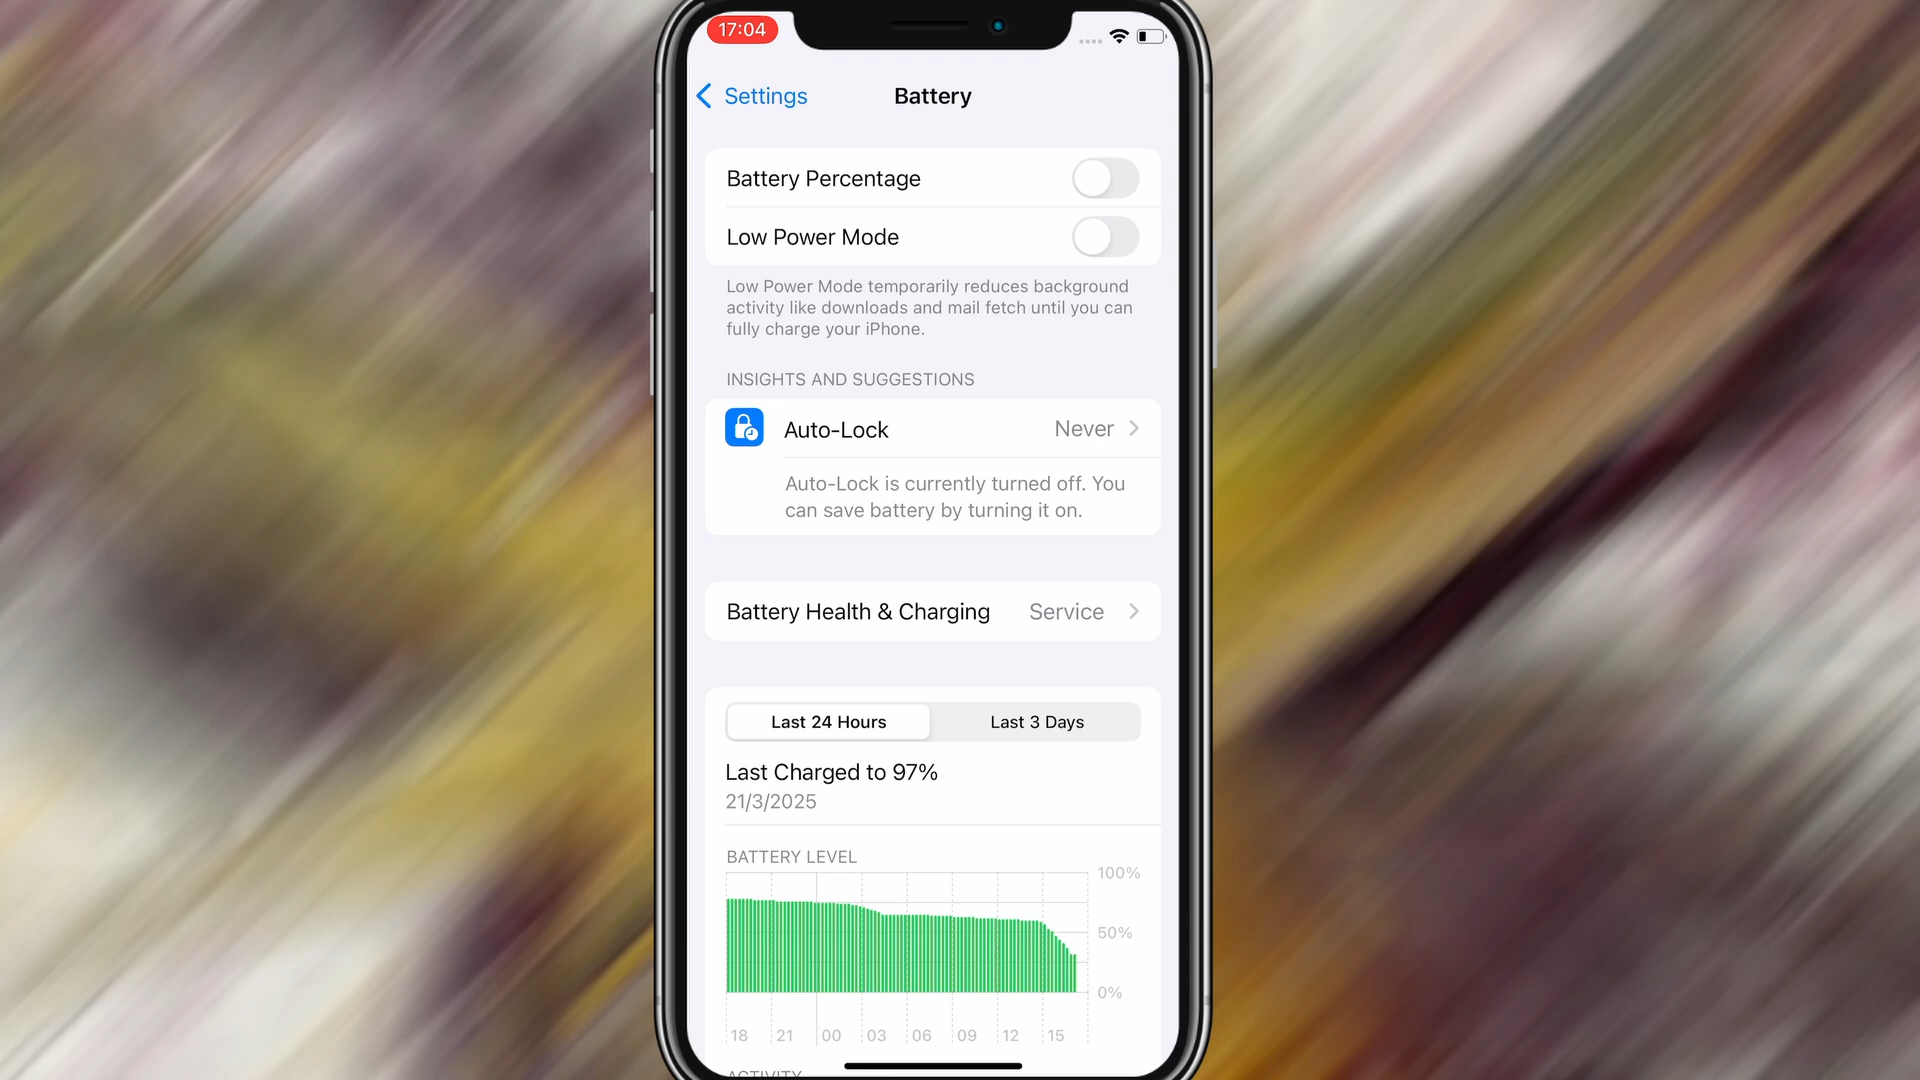 17:04
Settings
Battery
Battery Percentage
Low Power Mode
Low Power Mode temporarily reduces background
activity like downloads and mail fetch until you can
fully charge your iPhone.
INSIGHTS AND SUGGESTIONS
Auto-Lock Never
Auto-Lock is currently turned off. You
can save battery by turning it on.
Battery Health & Charging Service
Last 24 Hours Last 3 Days
Last Charged to 97%
21/3/2025
BATTERY LEVEL
100%
50%
0%
18 21 00 03 06 09 12 15
ACTIVITY